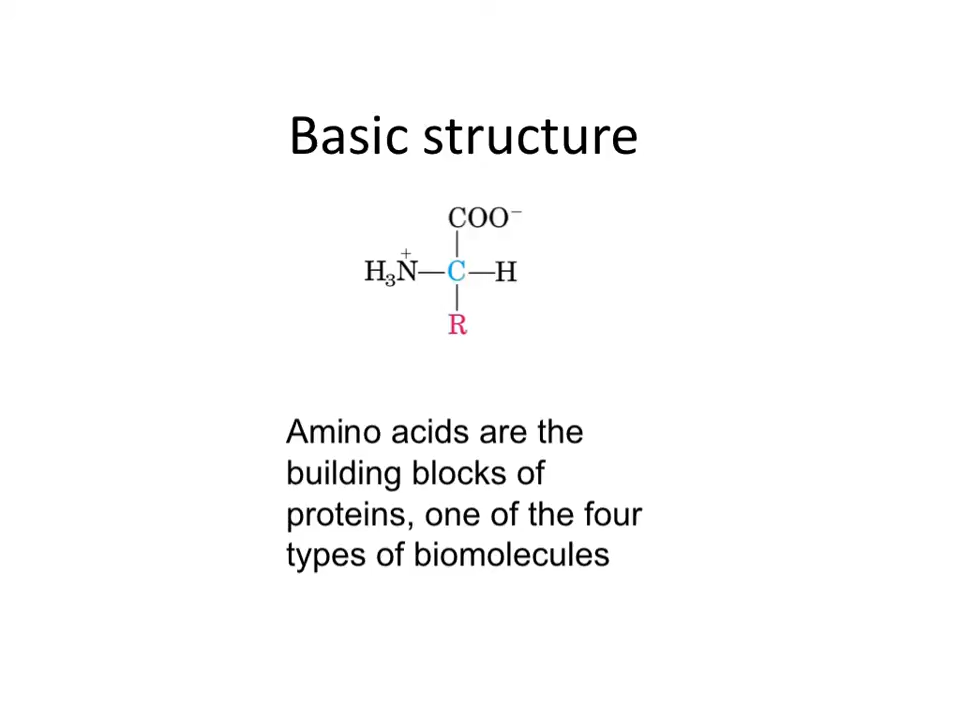 Basic structure
COO⁻
H₃N⁺—C—H
R
Amino acids are the
building blocks of
proteins, one of the four
types of biomolecules